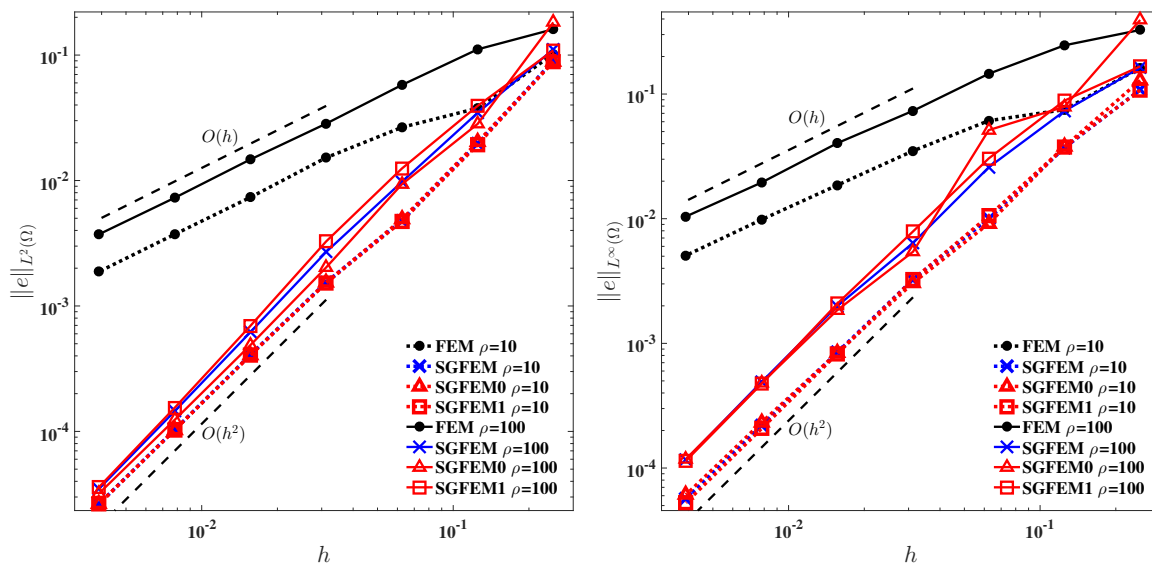 10^{-1}
10^{-2}
10^{-3}
10^{-4}
||e||_{L^2(Ω)}
O(h)
O(h^2)
FEM ρ=10
SGFEM ρ=10
SGFEM0 ρ=10
SGFEM1 ρ=10
FEM ρ=100
SGFEM ρ=100
SGFEM0 ρ=100
SGFEM1 ρ=100
10^{-2}
10^{-1}
h
10^{-1}
10^{-2}
10^{-3}
10^{-4}
||e||_{L^∞(Ω)}
O(h)
O(h^2)
FEM ρ=10
SGFEM ρ=10
SGFEM0 ρ=10
SGFEM1 ρ=10
FEM ρ=100
SGFEM ρ=100
SGFEM0 ρ=100
SGFEM1 ρ=100
10^{-2}
10^{-1}
h